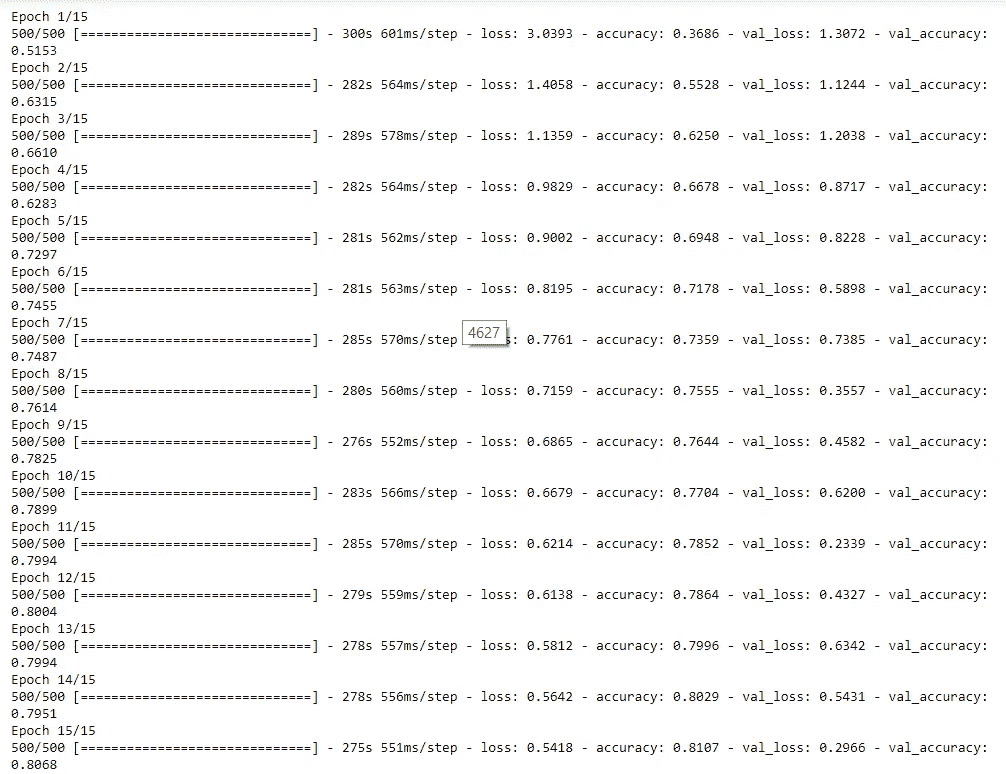 Epoch 1/15
500/500 [==============================] - 300s 601ms/step - loss: 3.0393 - accuracy: 0.3686 - val_loss: 1.3072 - val_accuracy:
0.5153
Epoch 2/15
500/500 [==============================] - 282s 564ms/step - loss: 1.4058 - accuracy: 0.5528 - val_loss: 1.1244 - val_accuracy:
0.6315
Epoch 3/15
500/500 [==============================] - 289s 578ms/step - loss: 1.1359 - accuracy: 0.6250 - val_loss: 1.2038 - val_accuracy:
0.6610
Epoch 4/15
500/500 [==============================] - 282s 564ms/step - loss: 0.9829 - accuracy: 0.6678 - val_loss: 0.8717 - val_accuracy:
0.6283
Epoch 5/15
500/500 [==============================] - 281s 562ms/step - loss: 0.9002 - accuracy: 0.6948 - val_loss: 0.8228 - val_accuracy:
0.7297
Epoch 6/15
500/500 [==============================] - 281s 563ms/step - loss: 0.8195 - accuracy: 0.7178 - val_loss: 0.5898 - val_accuracy:
0.7455
Epoch 7/15
500/500 [==============================] - 285s 570ms/step 4627 s: 0.7761 - accuracy: 0.7359 - val_loss: 0.7385 - val_accuracy:
0.7487
Epoch 8/15
500/500 [==============================] - 280s 560ms/step - loss: 0.7159 - accuracy: 0.7555 - val_loss: 0.3557 - val_accuracy:
0.7614
Epoch 9/15
500/500 [==============================] - 276s 552ms/step - loss: 0.6865 - accuracy: 0.7644 - val_loss: 0.4582 - val_accuracy:
0.7825
Epoch 10/15
500/500 [==============================] - 283s 566ms/step - loss: 0.6679 - accuracy: 0.7704 - val_loss: 0.6200 - val_accuracy:
0.7899
Epoch 11/15
500/500 [==============================] - 285s 570ms/step - loss: 0.6214 - accuracy: 0.7852 - val_loss: 0.2339 - val_accuracy:
0.7994
Epoch 12/15
500/500 [==============================] - 279s 559ms/step - loss: 0.6138 - accuracy: 0.7864 - val_loss: 0.4327 - val_accuracy:
0.8004
Epoch 13/15
500/500 [==============================] - 278s 557ms/step - loss: 0.5812 - accuracy: 0.7996 - val_loss: 0.6342 - val_accuracy:
0.7994
Epoch 14/15
500/500 [==============================] - 278s 556ms/step - loss: 0.5642 - accuracy: 0.8029 - val_loss: 0.5431 - val_accuracy:
0.7951
Epoch 15/15
500/500 [==============================] - 275s 551ms/step - loss: 0.5418 - accuracy: 0.8107 - val_loss: 0.2966 - val_accuracy:
0.8068